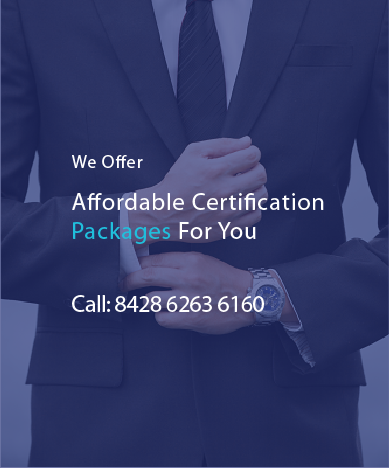 We Offer
Affordable Certification
Packages For You
Call: 8428 6263 6160